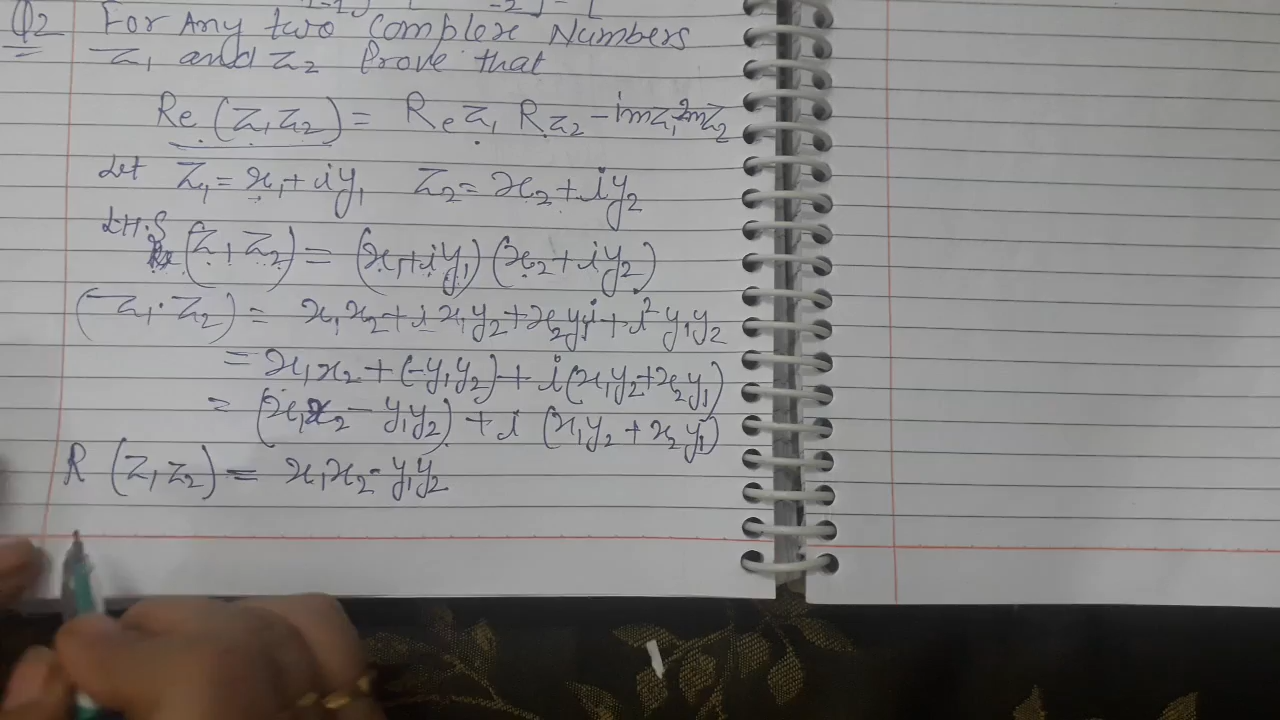 Q2 For Any two Complex Numbers
z₁ and z₂ Prove that
Re (z₁z₂) = Re z₁ R z₂ - im z₁ Im z₂
Let z₁ = x₁ + iy₁ z₂ = x₂ + iy₂
L.H.S
(z₁ z₂) = (x₁+iy₁) (x₂+iy₂)
(z₁.z₂) = x₁x₂ + i x₁y₂ + x₂y₁i + i² y₁y₂
= x₁x₂ + (-y₁y₂) + i(x₁y₂+x₂y₁)
= (x₁x₂ - y₁y₂) + i (x₁y₂ + x₂y₁)
R (z₁z₂) = x₁x₂ - y₁y₂